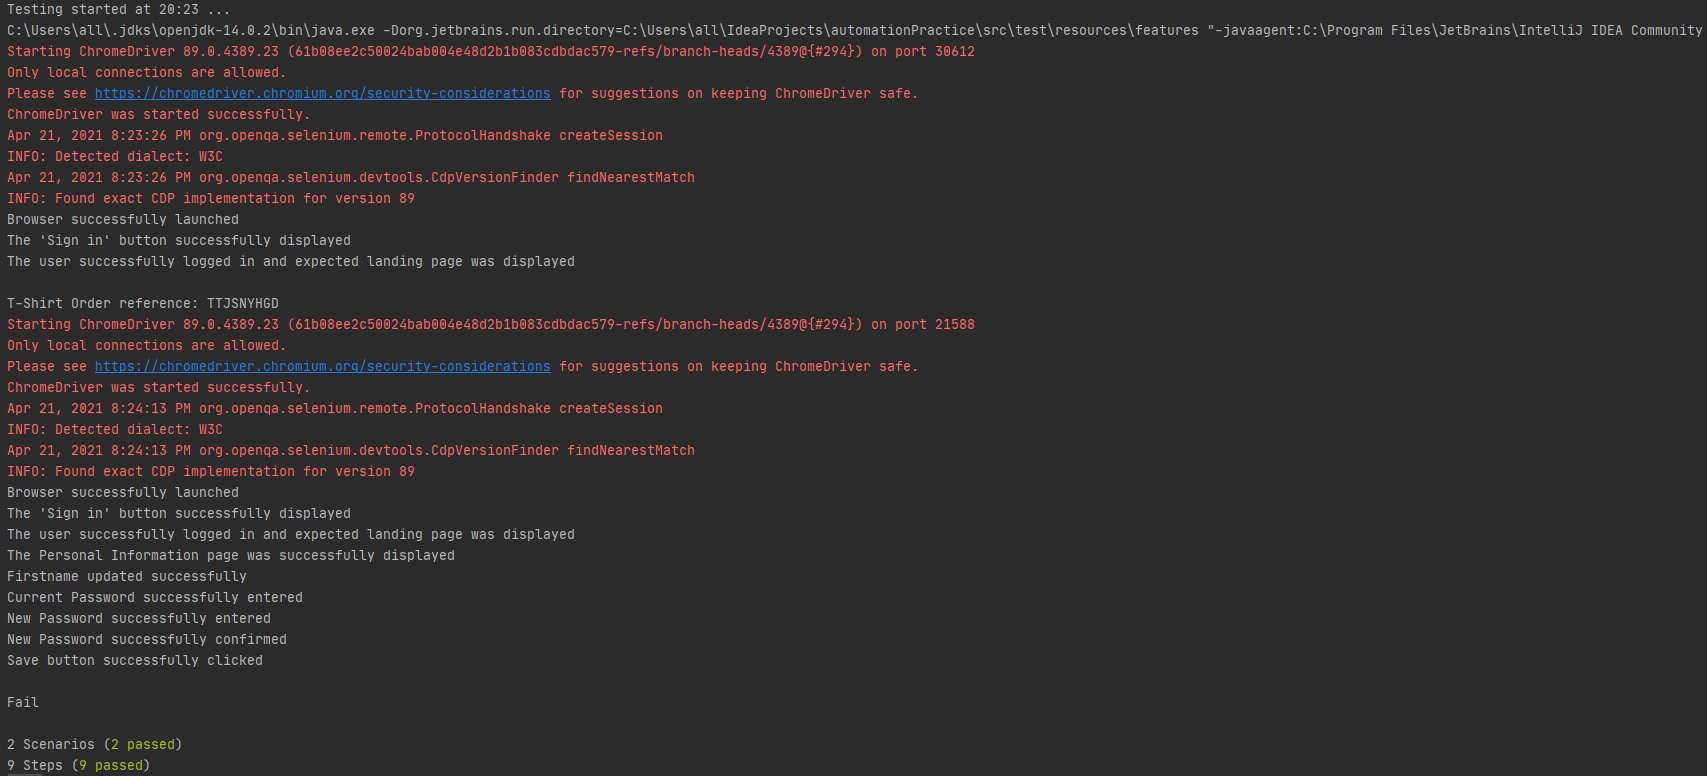 Testing started at 20:23 ...
C:\Users\all\.jdks\openjdk-14.0.2\bin\java.exe -Dorg.jetbrains.run.directory=C:\Users\all\IdeaProjects\automationPractice\src\test\resources\features "-javaagent:C:\Program Files\JetBrains\IntelliJ IDEA Community
Starting ChromeDriver 89.0.4389.23 (61b08ee2c50024bab004e48d2b1b083cdbdac579-refs/branch-heads/4389@{#294}) on port 30612
Only local connections are allowed.
Please see https://chromedriver.chromium.org/security-considerations for suggestions on keeping ChromeDriver safe.
ChromeDriver was started successfully.
Apr 21, 2021 8:23:26 PM org.openqa.selenium.remote.ProtocolHandshake createSession
INFO: Detected dialect: W3C
Apr 21, 2021 8:23:26 PM org.openqa.selenium.devtools.CdpVersionFinder findNearestMatch
INFO: Found exact CDP implementation for version 89
Browser successfully launched
The 'Sign in' button successfully displayed
The user successfully logged in and expected landing page was displayed

T-Shirt Order reference: TTJSNYHGD
Starting ChromeDriver 89.0.4389.23 (61b08ee2c50024bab004e48d2b1b083cdbdac579-refs/branch-heads/4389@{#294}) on port 21588
Only local connections are allowed.
Please see https://chromedriver.chromium.org/security-considerations for suggestions on keeping ChromeDriver safe.
ChromeDriver was started successfully.
Apr 21, 2021 8:24:13 PM org.openqa.selenium.remote.ProtocolHandshake createSession
INFO: Detected dialect: W3C
Apr 21, 2021 8:24:13 PM org.openqa.selenium.devtools.CdpVersionFinder findNearestMatch
INFO: Found exact CDP implementation for version 89
Browser successfully launched
The 'Sign in' button successfully displayed
The user successfully logged in and expected landing page was displayed
The Personal Information page was successfully displayed
Firstname updated successfully
Current Password successfully entered
New Password successfully entered
New Password successfully confirmed
Save button successfully clicked

Fail

2 Scenarios (2 passed)
9 Steps (9 passed)